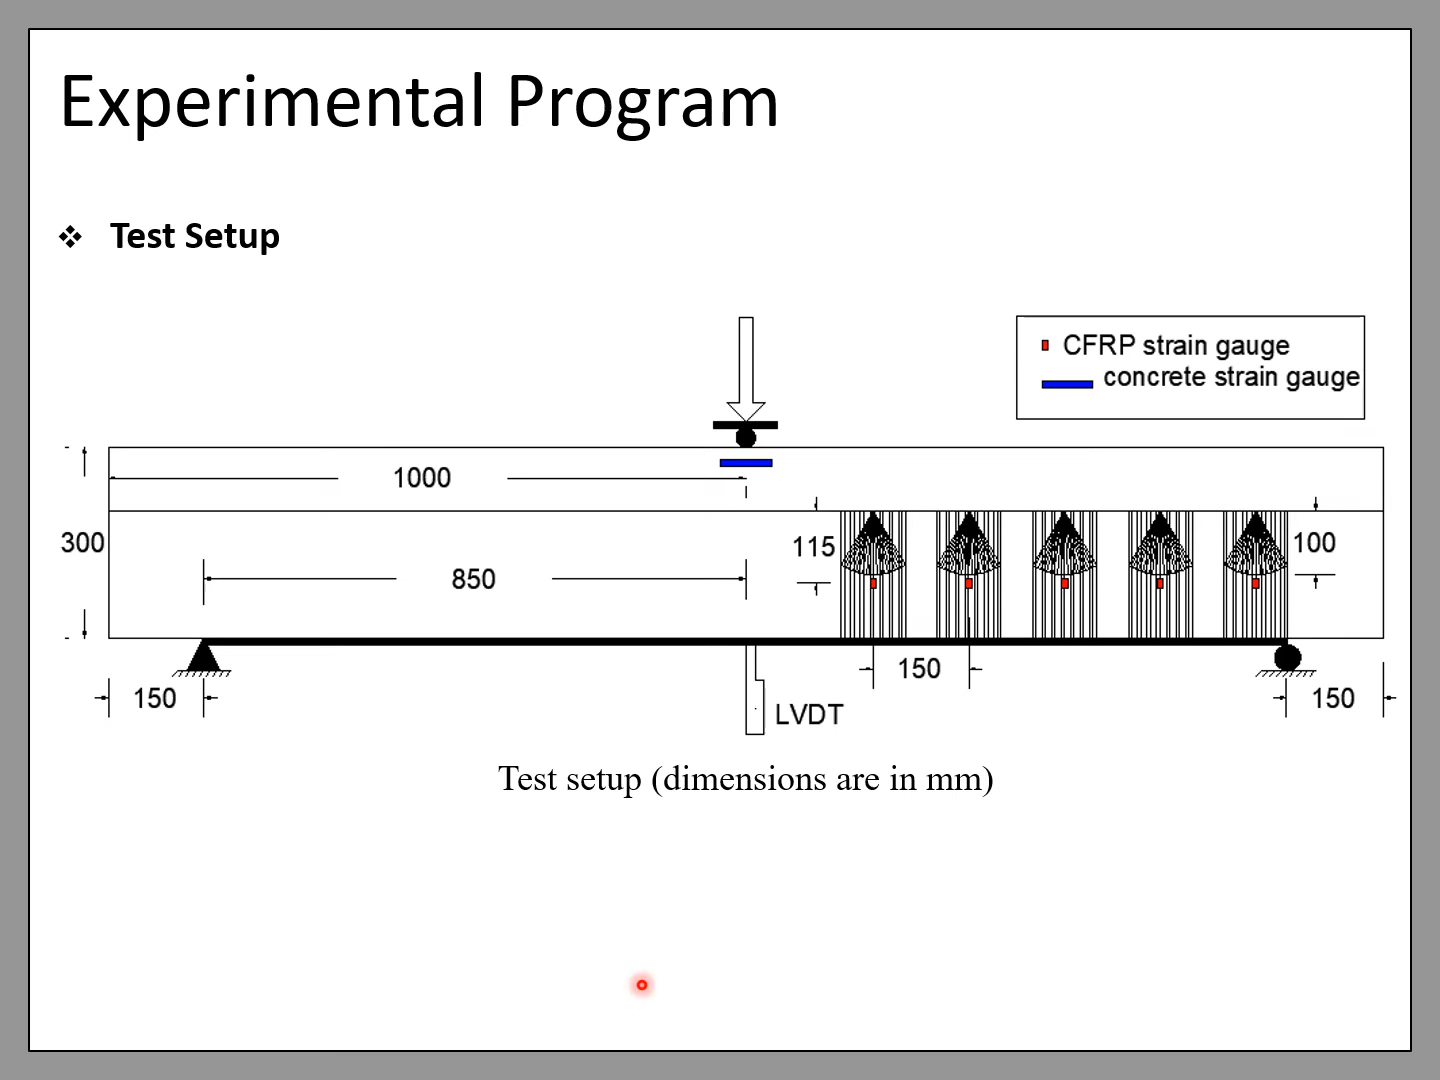 Experimental Program
❖ Test Setup
CFRP strain gauge
concrete strain gauge
1000
300
115
100
850
150
150
150
LVDT
Test setup (dimensions are in mm)